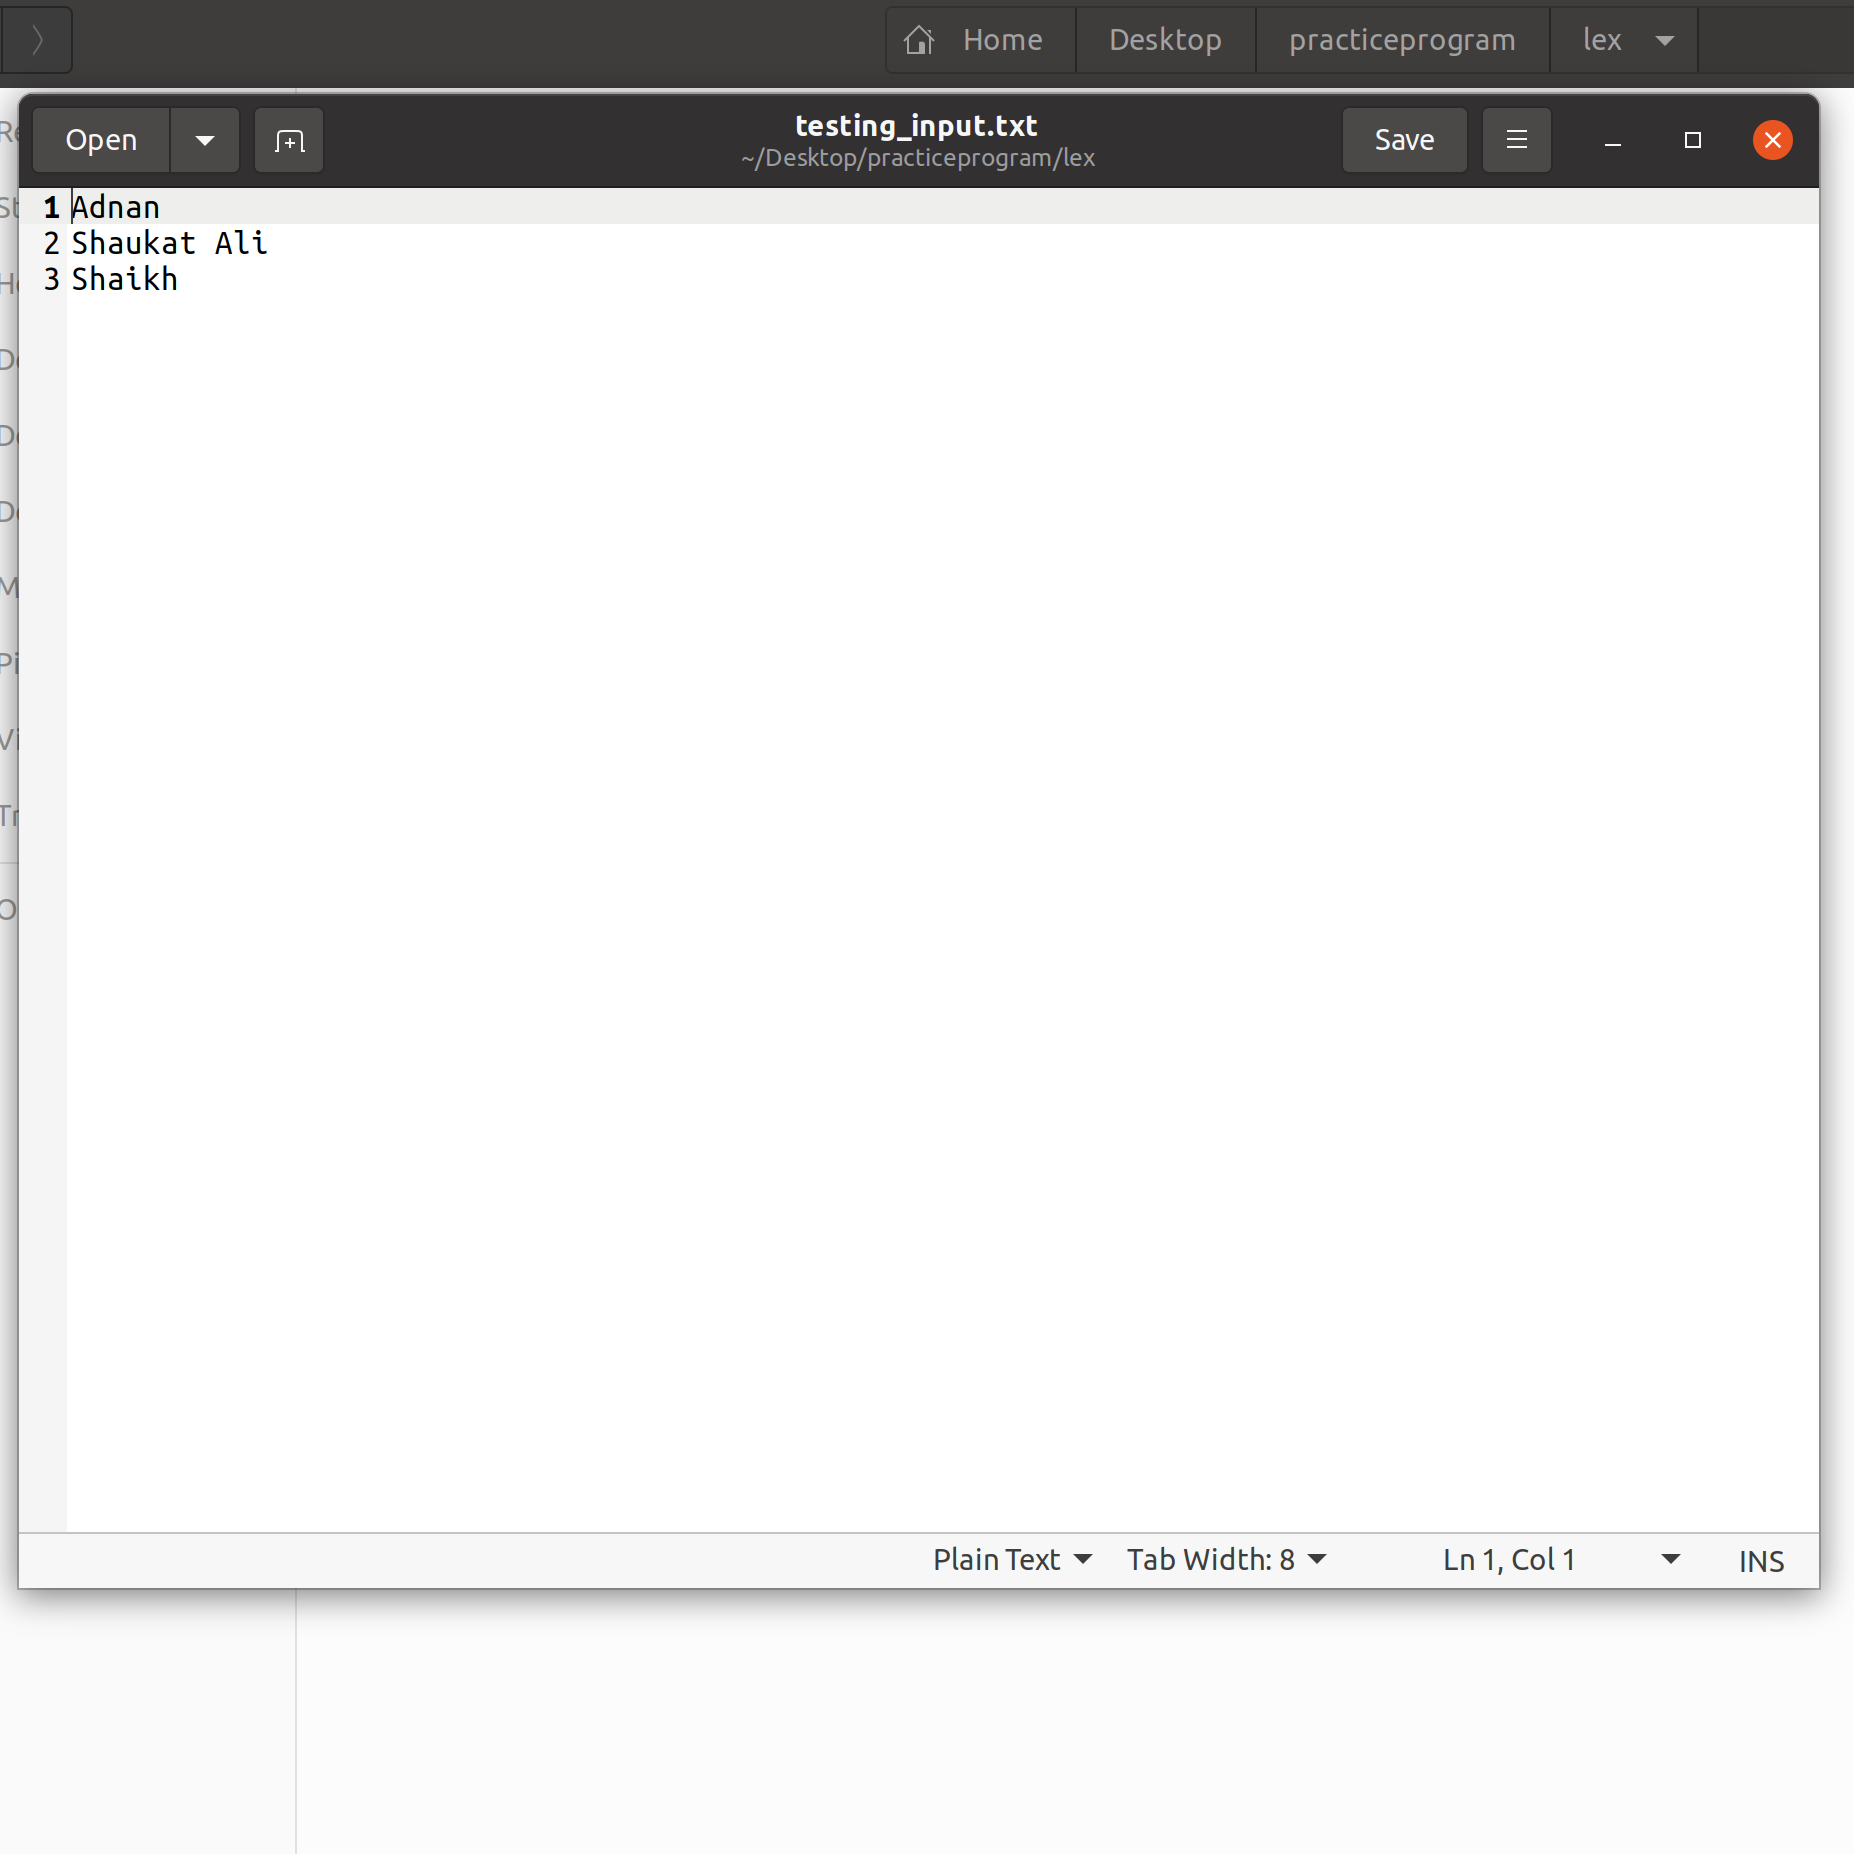 Home Desktop practiceprogram lex
Open testing_input.txt Save
~/Desktop/practiceprogram/lex
1 Adnan
2 Shaukat Ali
3 Shaikh
Plain Text Tab Width: 8 Ln 1, Col 1 INS